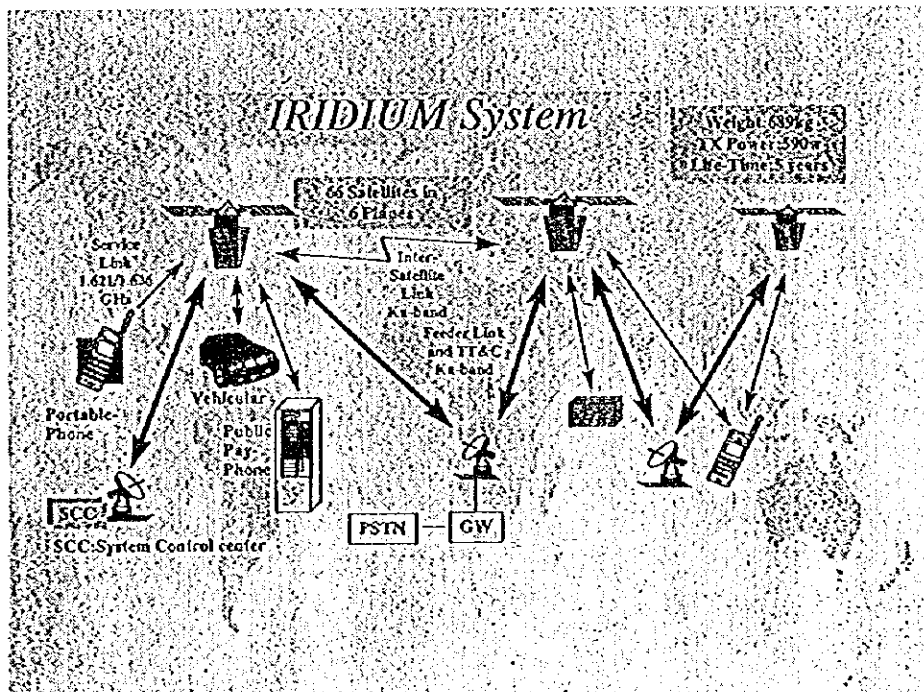 IRIDIUM System
Weight:689kg
TX Power:590w
Life-Time:5 years
66 Satellites in
6 Planes
Service
Link
1.621/1.636
GHz
Inter-
Satellite
Link
Ka-band
Feeder Link
and TT&C
Ka-band
Portable-
Phone
Vehicular
Public
Pay
Phone
SCC
PSTN
GW
SCC:System Control center